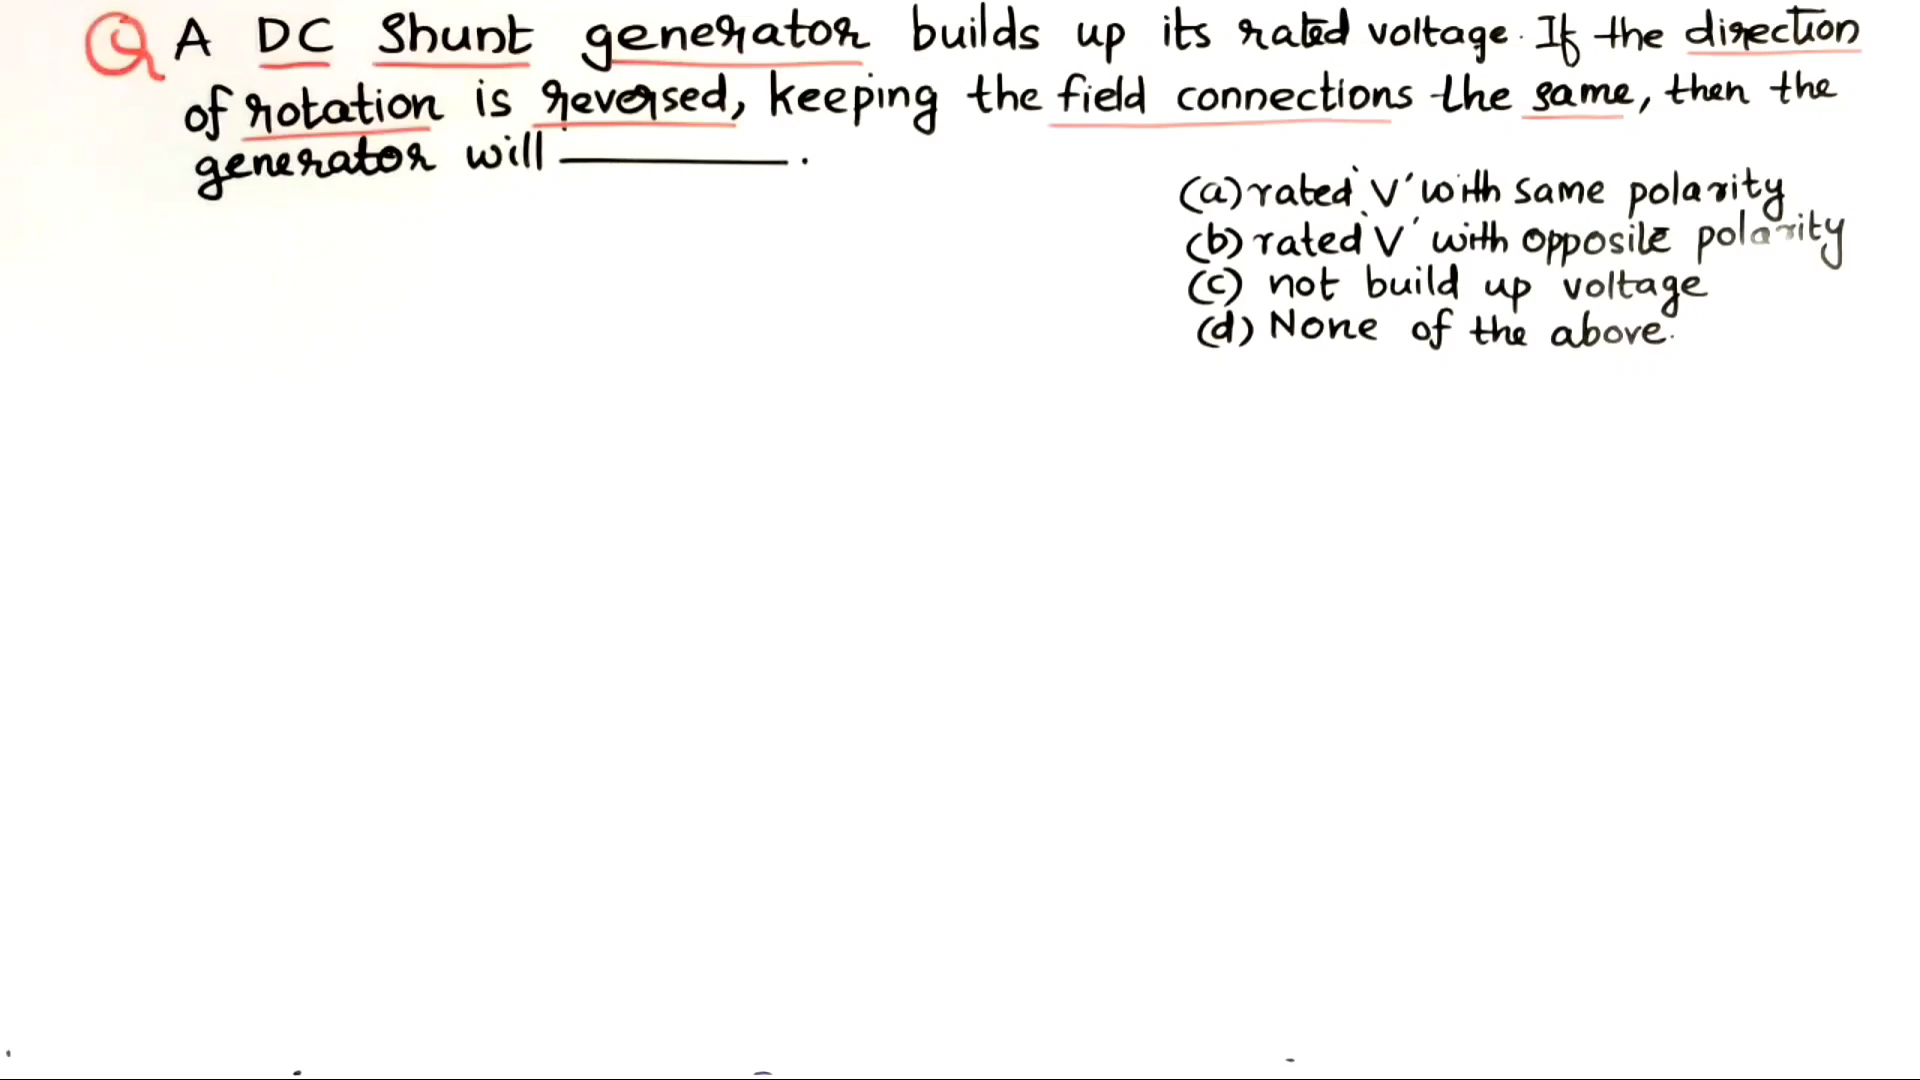 Q A DC Shunt generator builds up its rated voltage. If the direction
of rotation is reversed, keeping the field connections the same, then the
generator will ________.
(a) rated 'V' with same polarity
(b) rated 'V' with opposite polarity
(c) not build up voltage
(d) None of the above.